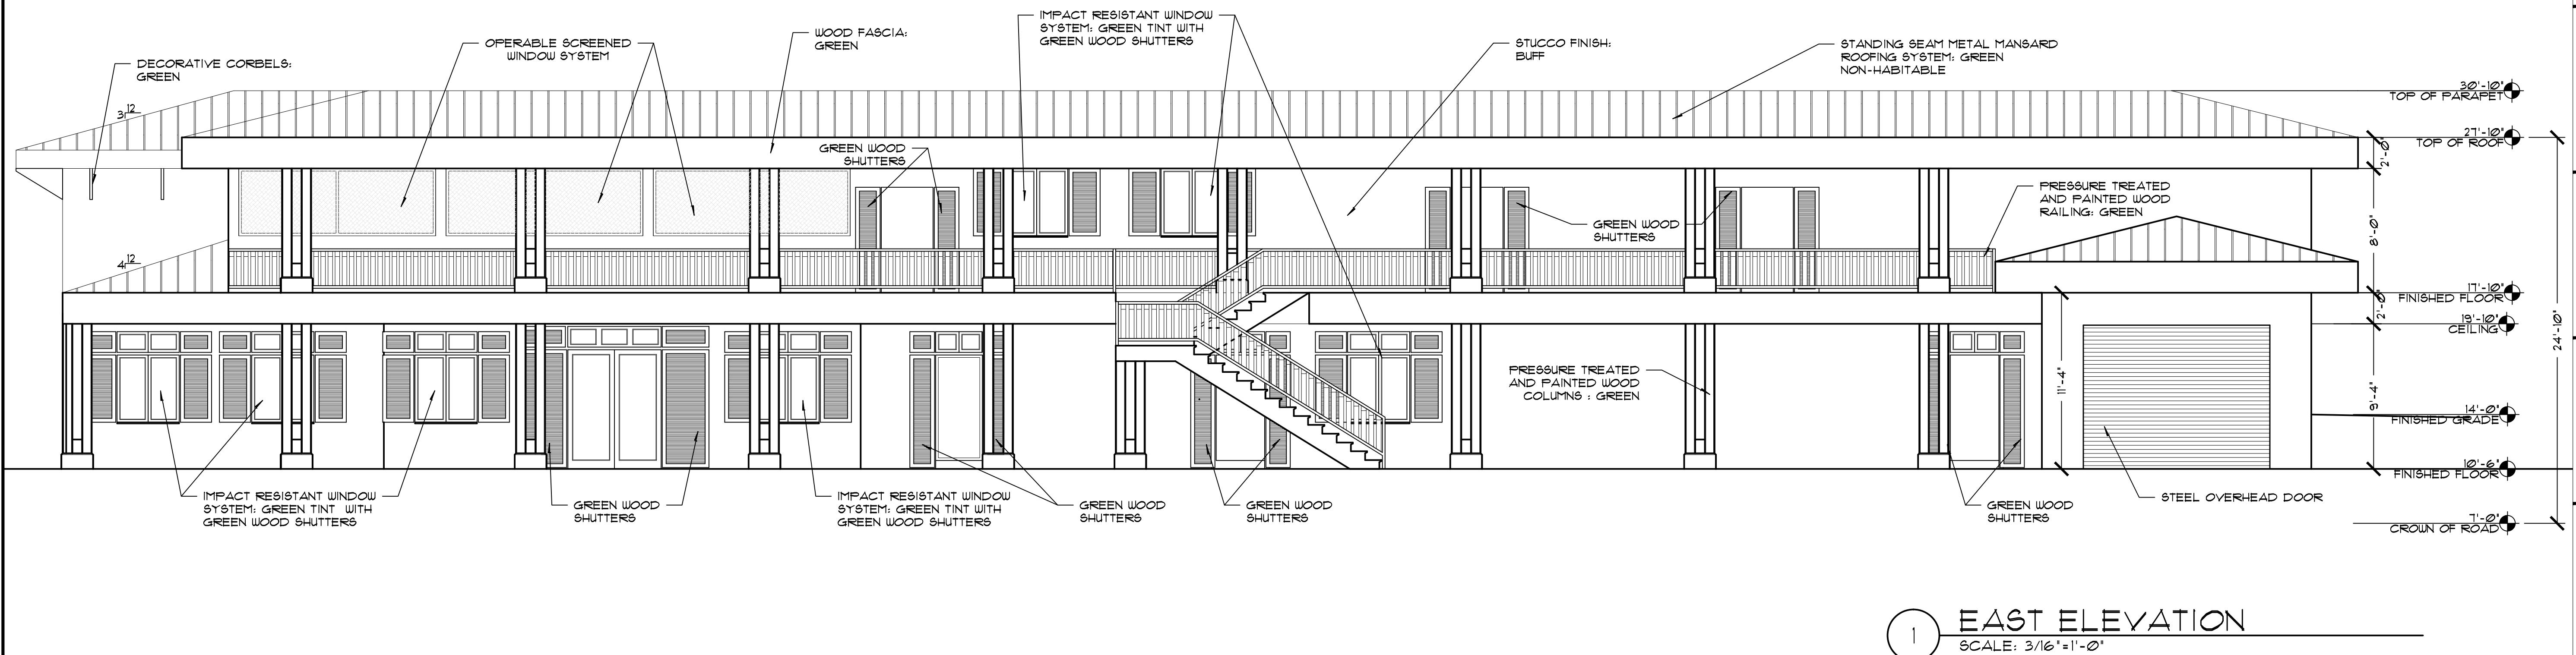 IMPACT RESISTANT WINDOW
SYSTEM: GREEN TINT WITH
GREEN WOOD SHUTTERS
WOOD FASCIA:
GREEN
OPERABLE SCREENED
WINDOW SYSTEM
STUCCO FINISH:
BUFF
STANDING SEAM METAL MANSARD
ROOFING SYSTEM: GREEN
NON-HABITABLE
DECORATIVE CORBELS:
GREEN
30'-10"
TOP OF PARAPET
12
3
27'-10"
TOP OF ROOF
2'-0"
GREEN WOOD
SHUTTERS
PRESSURE TREATED
AND PAINTED WOOD
RAILING: GREEN
GREEN WOOD
SHUTTERS
8'-0"
12
4
17'-10"
FINISHED FLOOR
2'-0"
19'-10"
CEILING
24'-10"
PRESSURE TREATED
AND PAINTED WOOD
COLUMNS : GREEN
11'-4"
9'-4"
14'-0"
FINISHED GRADE
10'-6"
FINISHED FLOOR
IMPACT RESISTANT WINDOW
SYSTEM: GREEN TINT WITH
GREEN WOOD SHUTTERS
GREEN WOOD
SHUTTERS
IMPACT RESISTANT WINDOW
SYSTEM: GREEN TINT WITH
GREEN WOOD SHUTTERS
GREEN WOOD
SHUTTERS
GREEN WOOD
SHUTTERS
GREEN WOOD
SHUTTERS
STEEL OVERHEAD DOOR
7'-0"
CROWN OF ROAD
1
EAST ELEVATION
SCALE: 3/16"=1'-0"